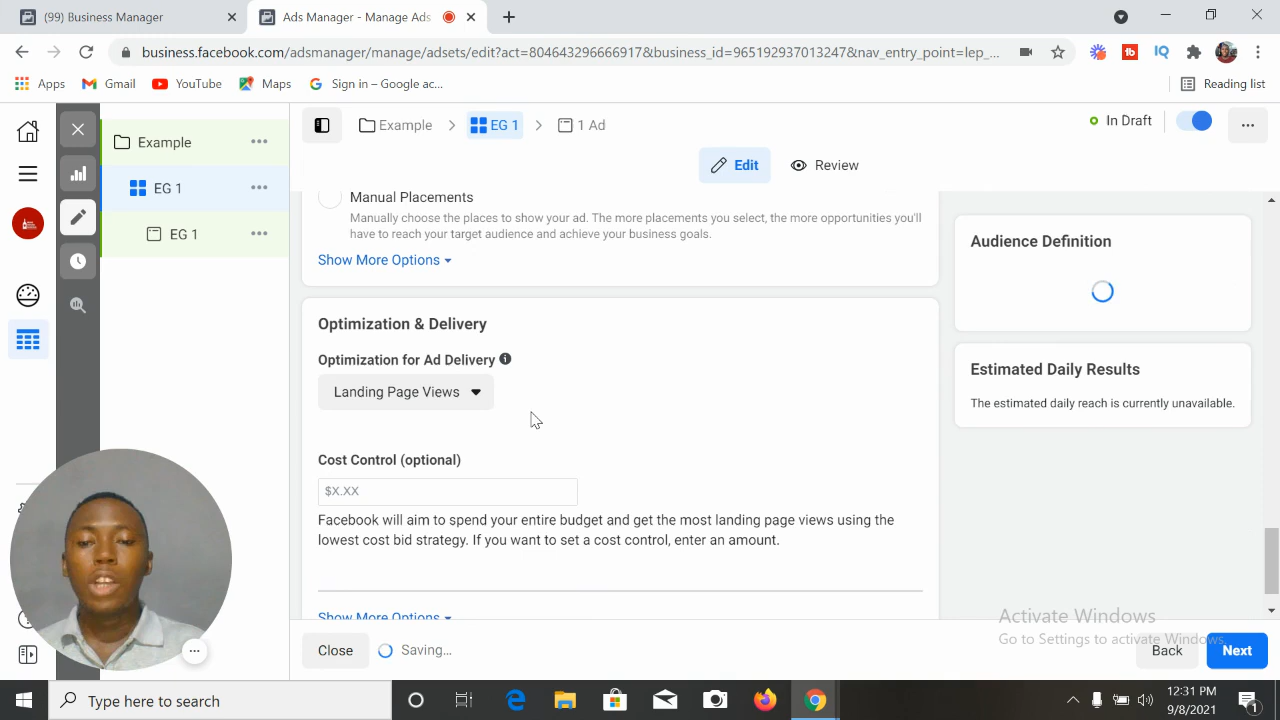 (99) Business Manager
Ads Manager - Manage Ads
business.facebook.com/adsmanager/manage/adsets/edit?act=804643296666917&business_id=965192937013247&nav_entry_point=lep_...
Apps
Gmail
YouTube
Maps
Sign in – Google ac...
Reading list
Example
EG 1
EG 1
Example
EG 1
1 Ad
In Draft
Edit
Review
Manual Placements
Manually choose the places to show your ad. The more placements you select, the more opportunities you'll
have to reach your target audience and achieve your business goals.
Show More Options
Optimization & Delivery
Optimization for Ad Delivery
Landing Page Views
Cost Control (optional)
$X.XX
Facebook will aim to spend your entire budget and get the most landing page views using the
lowest cost bid strategy. If you want to set a cost control, enter an amount.
Show More Options
Audience Definition
Estimated Daily Results
The estimated daily reach is currently unavailable.
Activate Windows
Go to Settings to activate Windows.
Close
Saving...
Back
Next
Type here to search
12:31 PM
9/8/2021
1